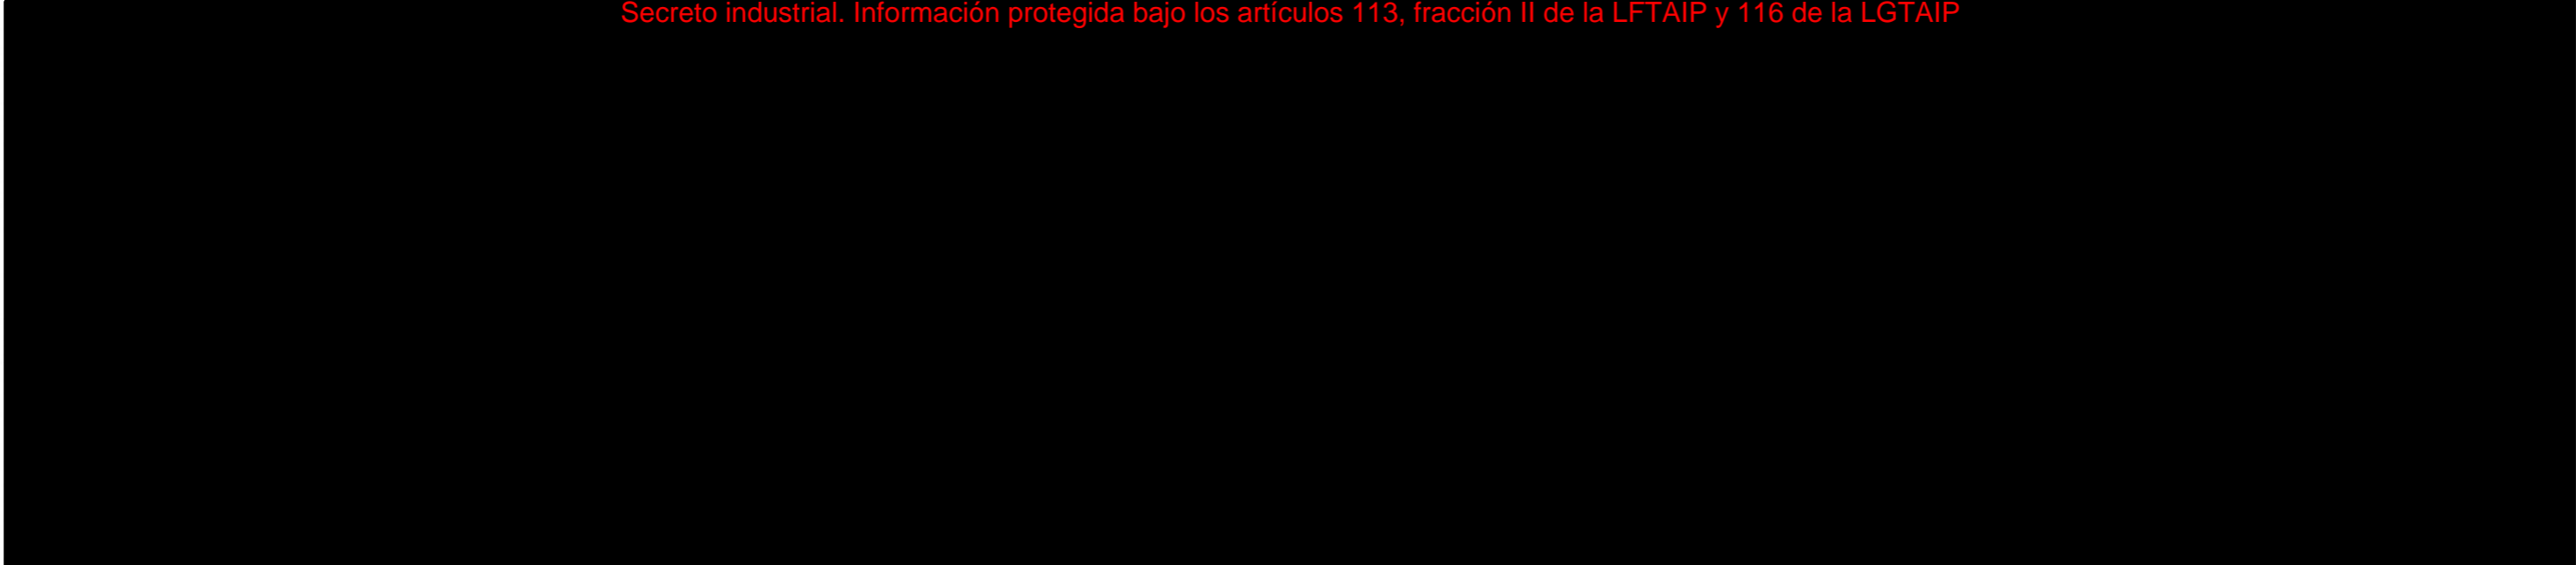 Secreto industrial. Información protegida bajo los artículos 113, fracción II de la LFTAIP y 116 de la LGTAIP